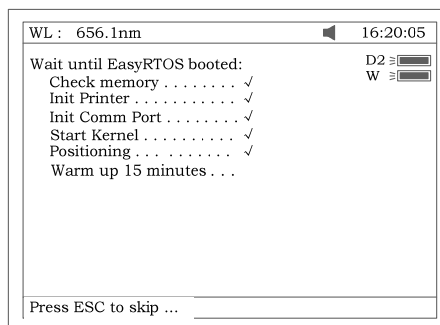 WL : 656.1nm 16:20:05
Wait until EasyRTOS booted:
D2
W
Check memory . . . . . . . . √
Init Printer . . . . . . . . . . . √
Init Comm Port . . . . . . . . √
Start Kernel . . . . . . . . . . √
Positioning . . . . . . . . . . √
Warm up 15 minutes . . .
Press ESC to skip ...